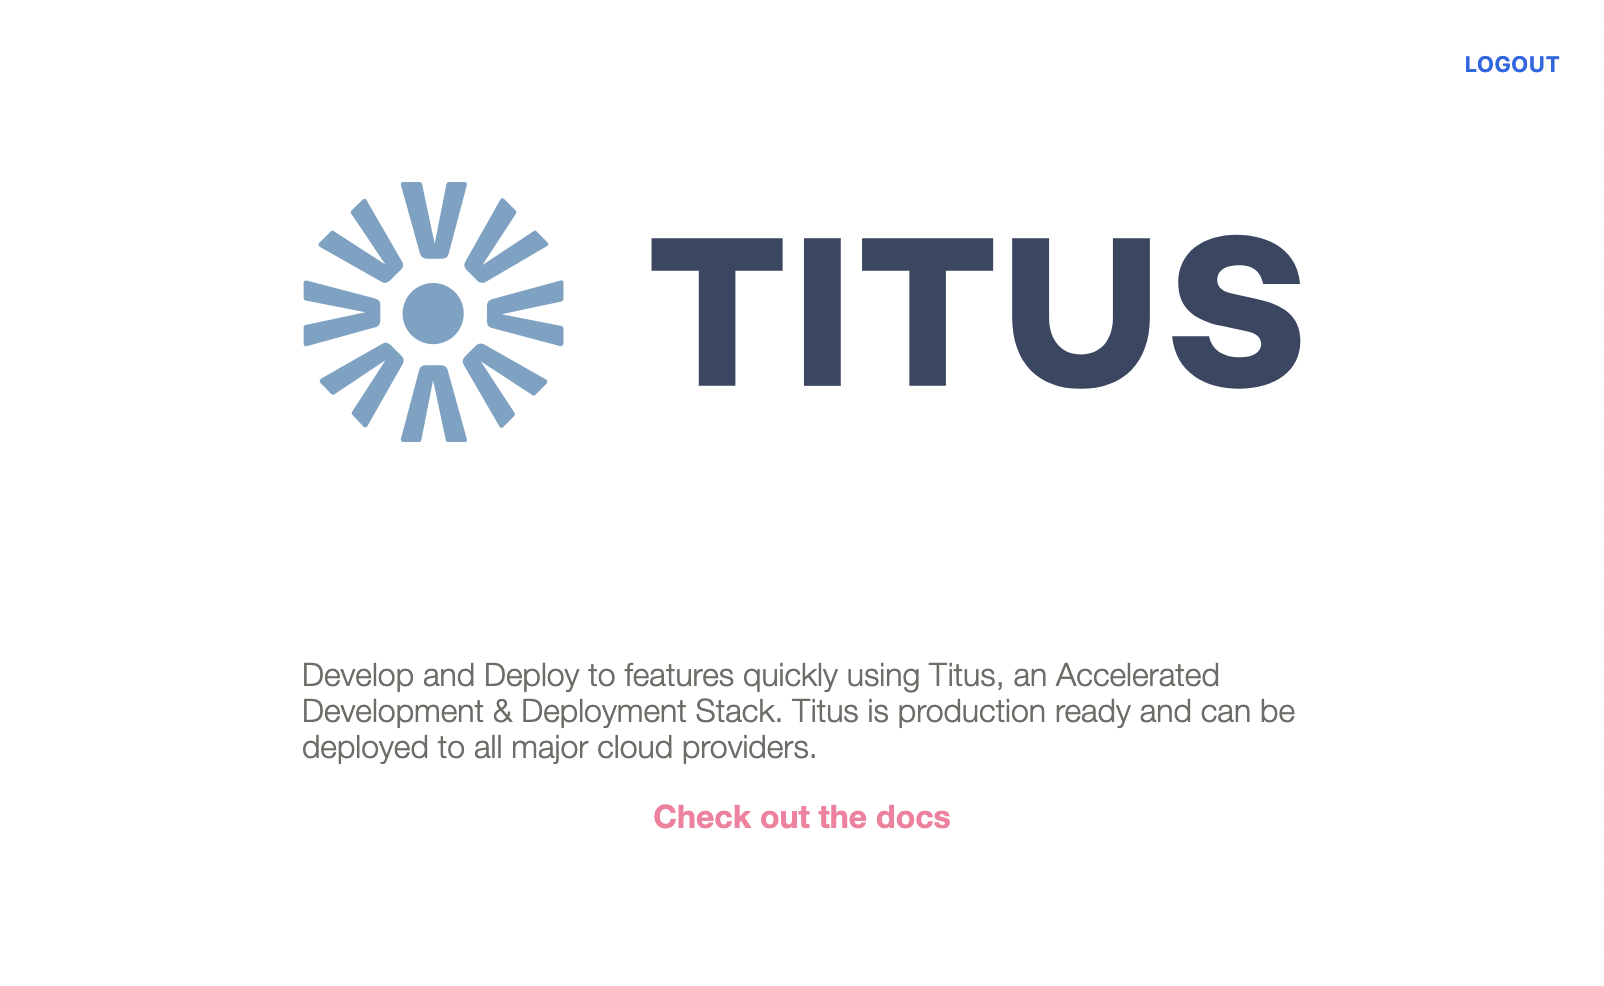 LOGOUT
TITUS
Develop and Deploy to features quickly using Titus, an Accelerated
Development & Deployment Stack. Titus is production ready and can be
deployed to all major cloud providers.
Check out the docs